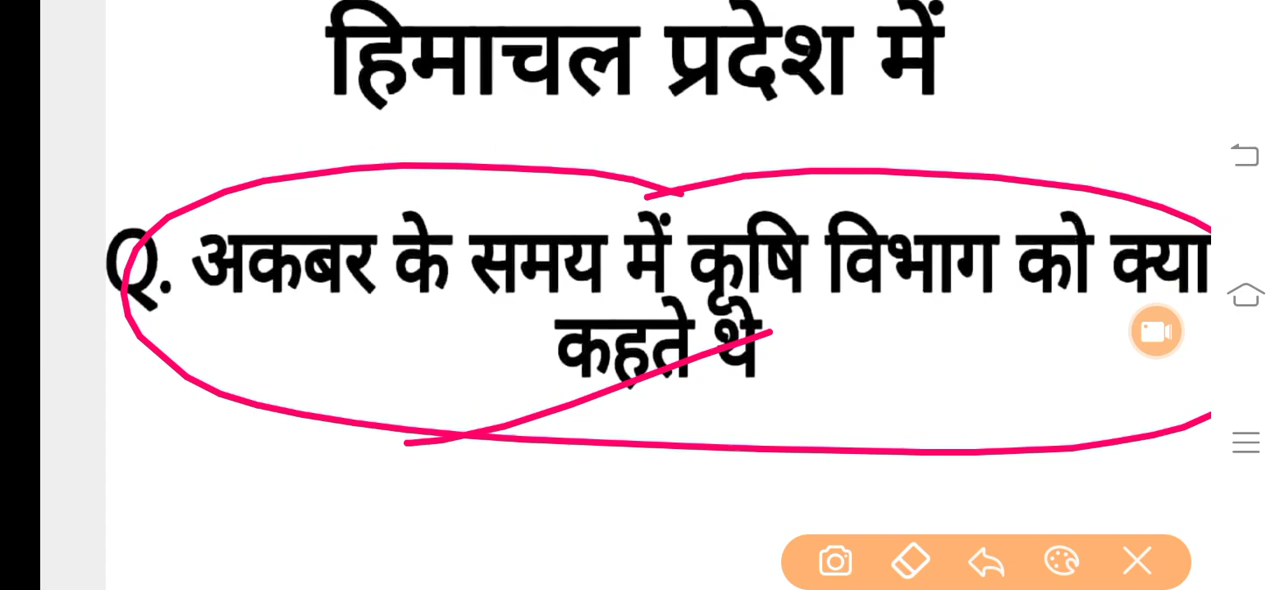 हिमाचल प्रदेश में
Q. अकबर के समय में कृषि विभाग को क्या
कहते थे